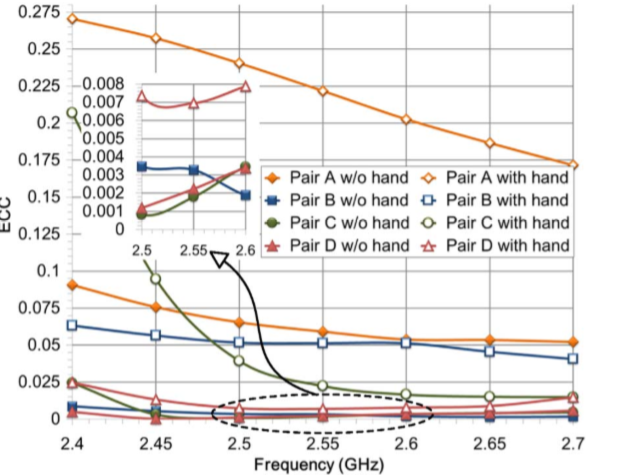 0.275
0.25
0.225
0.2
0.175
0.15
0.125
0.1
0.075
0.05
0.025
0
ECC
0.008
0.007
0.006
0.005
0.004
0.003
0.002
0.001
0
2.5 2.55 2.6
Pair A w/o hand Pair A with hand
Pair B w/o hand Pair B with hand
Pair C w/o hand Pair C with hand
Pair D w/o hand Pair D with hand
2.4 2.45 2.5 2.55 2.6 2.65 2.7
Frequency (GHz)